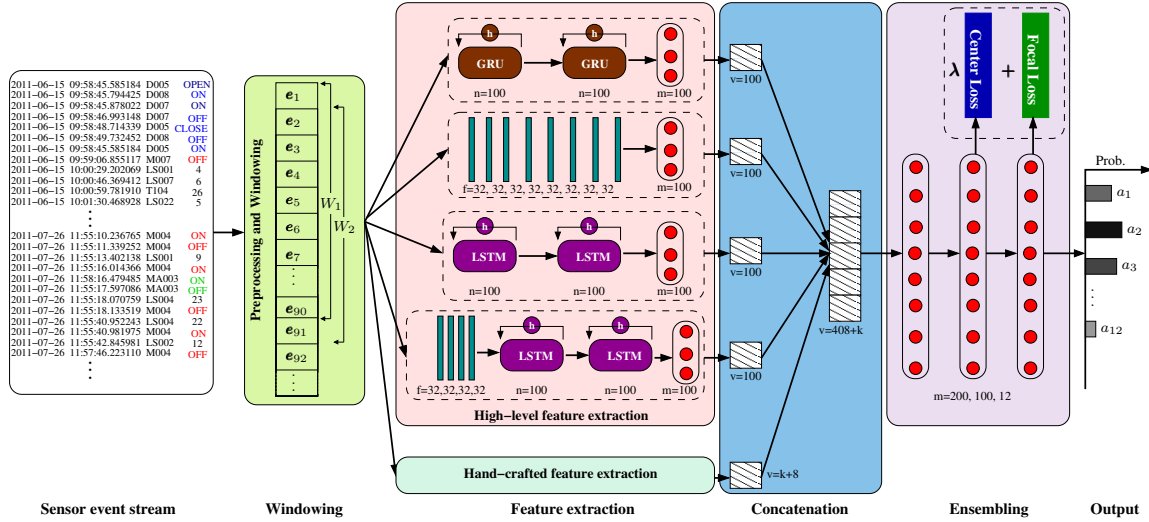 2011-06-15 09:58:45.585184 D005 OPEN
2011-06-15 09:58:45.794425 D008 ON
2011-06-15 09:58:45.878022 D007 ON
2011-06-15 09:58:46.993148 D007 OFF
2011-06-15 09:58:48.714339 D005 CLOSE
2011-06-15 09:58:49.732452 D008 OFF
2011-06-15 09:58:45.585184 D005 ON
2011-06-15 09:59:06.855117 M007 OFF
2011-06-15 10:00:29.202069 LS001 4
2011-06-15 10:00:46.369412 LS007 6
2011-06-15 10:00:59.781910 T104 26
2011-06-15 10:01:30.468928 LS022 5
2011-07-26 11:55:10.236765 M004 ON
2011-07-26 11:55:11.339252 M004 OFF
2011-07-26 11:55:13.402138 LS001 9
2011-07-26 11:55:16.014366 M004 ON
2011-07-26 11:58:16.479485 MA003 ON
2011-07-26 11:55:17.597086 MA003 OFF
2011-07-26 11:55:18.070759 LS004 23
2011-07-26 11:55:18.133519 M004 OFF
2011-07-26 11:55:40.952243 LS004 22
2011-07-26 11:55:40.981975 M004 ON
2011-07-26 11:55:42.845981 LS002 12
2011-07-26 11:57:46.223110 M004 OFF
Sensor event stream
Preprocessing and Windowing
e1
e2
e3
e4
e5
e6
e7
e90
e91
e92
W1
W2
Windowing
h
GRU
n=100
h
GRU
n=100
m=100
f=32, 32, 32, 32, 32, 32, 32, 32
m=100
h
LSTM
n=100
h
LSTM
n=100
m=100
f=32,32,32,32
h
LSTM
n=100
h
LSTM
n=100
m=100
High-level feature extraction
Hand-crafted feature extraction
Feature extraction
v=100
v=100
v=100
v=100
v=k+8
v=408+k
Concatenation
λ
Center Loss
+
Focal Loss
m=200, 100, 12
Ensembling
Prob.
a1
a2
a3
a12
Output